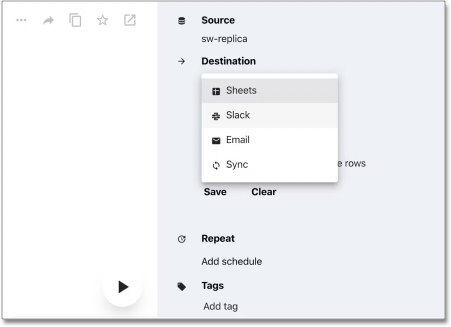 Source
sw-replica
Destination
Sheets
Slack
Email
Sync
e rows
Save Clear
Repeat
Add schedule
Tags
Add tag